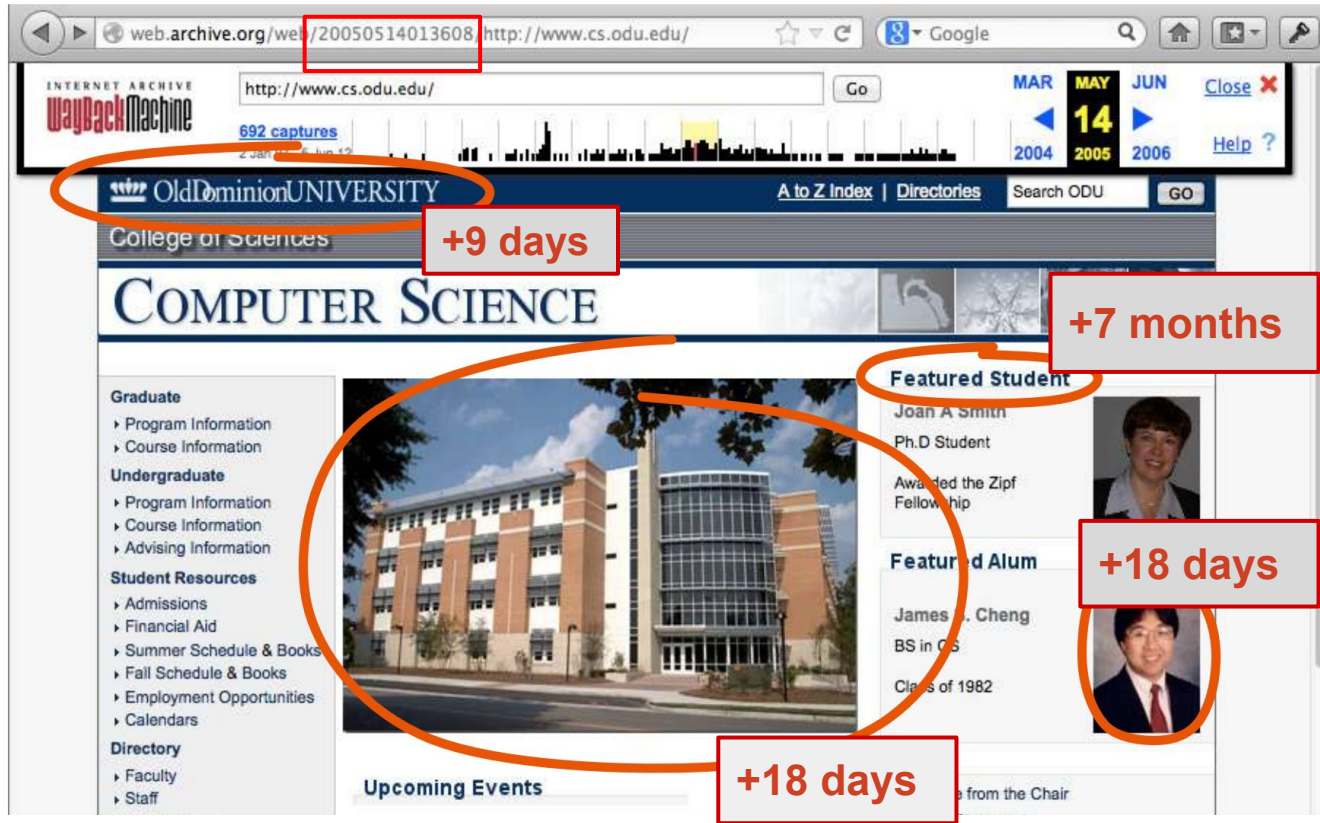 web.archive.org/web/20050514013608/http://www.cs.odu.edu/
Google
INTERNET ARCHIVE
WayBackMachine
http://www.cs.odu.edu/
Go
MAR MAY JUN
Close
692 captures
14
2004 2005 2006
Help ?
OldDominionUNIVERSITY
A to Z Index | Directories
Search ODU
GO
+9 days
College of Sciences
COMPUTER SCIENCE
+7 months
Graduate
Program Information
Course Information
Undergraduate
Program Information
Course Information
Advising Information
Student Resources
Admissions
Financial Aid
Summer Schedule & Books
Fall Schedule & Books
Employment Opportunities
Calendars
Directory
Faculty
Staff
Featured Student
Joan A Smith
Ph.D Student
Awarded the Zipf
Fellowship
Featured Alum
+18 days
James Cheng
BS in CS
Class of 1982
+18 days
Upcoming Events
from the Chair